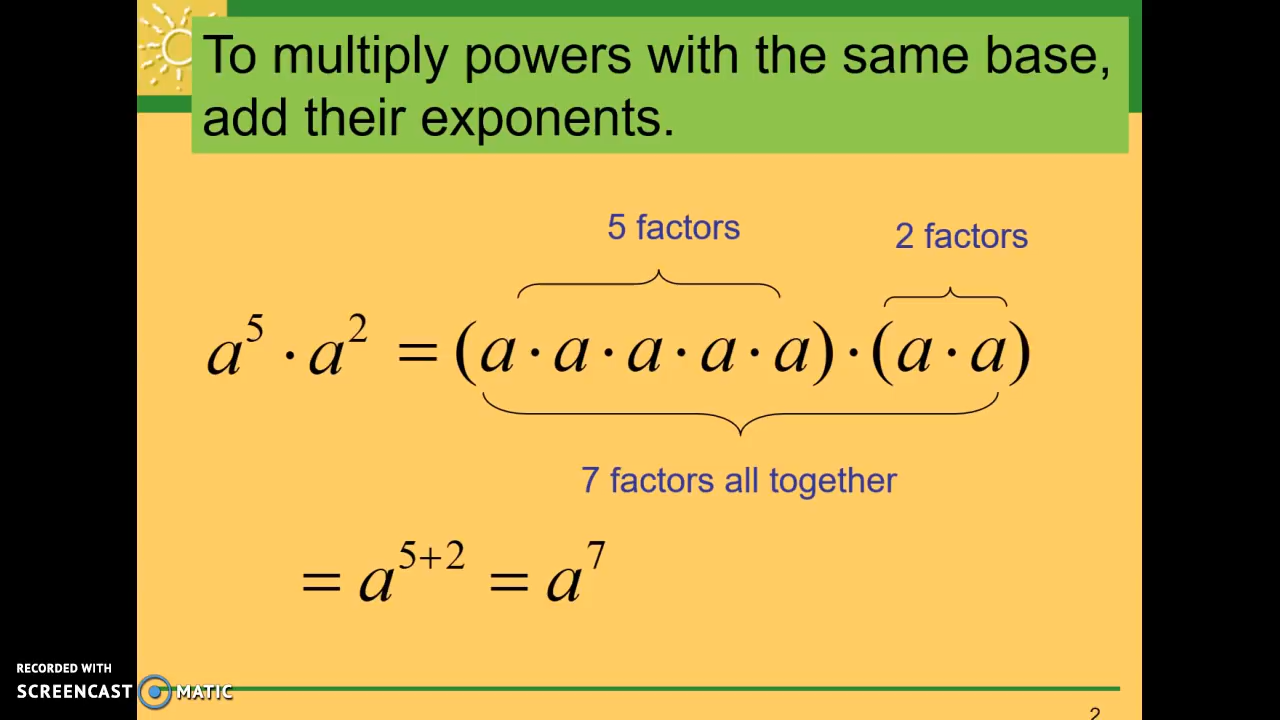 To multiply powers with the same base,
add their exponents.
5 factors
2 factors
a⁵ · a² = (a · a · a · a · a) · (a · a)
7 factors all together
= a⁵⁺² = a⁷
RECORDED WITH
SCREENCAST MATIC
2